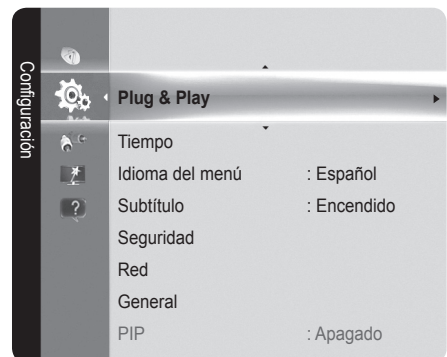 Configuración
Plug & Play
Tiempo
Idioma del menú : Español
Subtítulo : Encendido
Seguridad
Red
General
PIP : Apagado